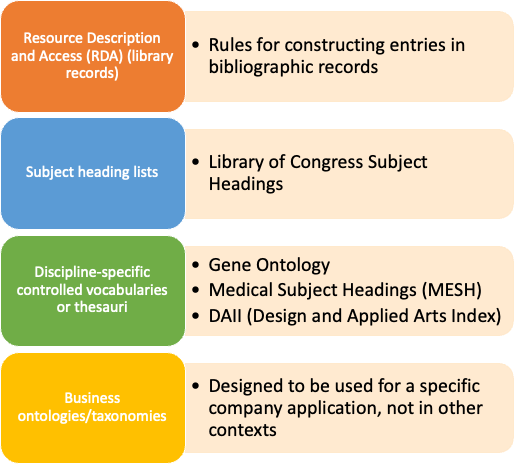 Resource Description
and Access (RDA) (library
records)
• Rules for constructing entries in
bibliographic records
Subject heading lists
• Library of Congress Subject
Headings
Discipline-specific
controlled vocabularies
or thesauri
• Gene Ontology
• Medical Subject Headings (MESH)
• DAII (Design and Applied Arts Index)
Business
ontologies/taxonomies
• Designed to be used for a specific
company application, not in other
contexts